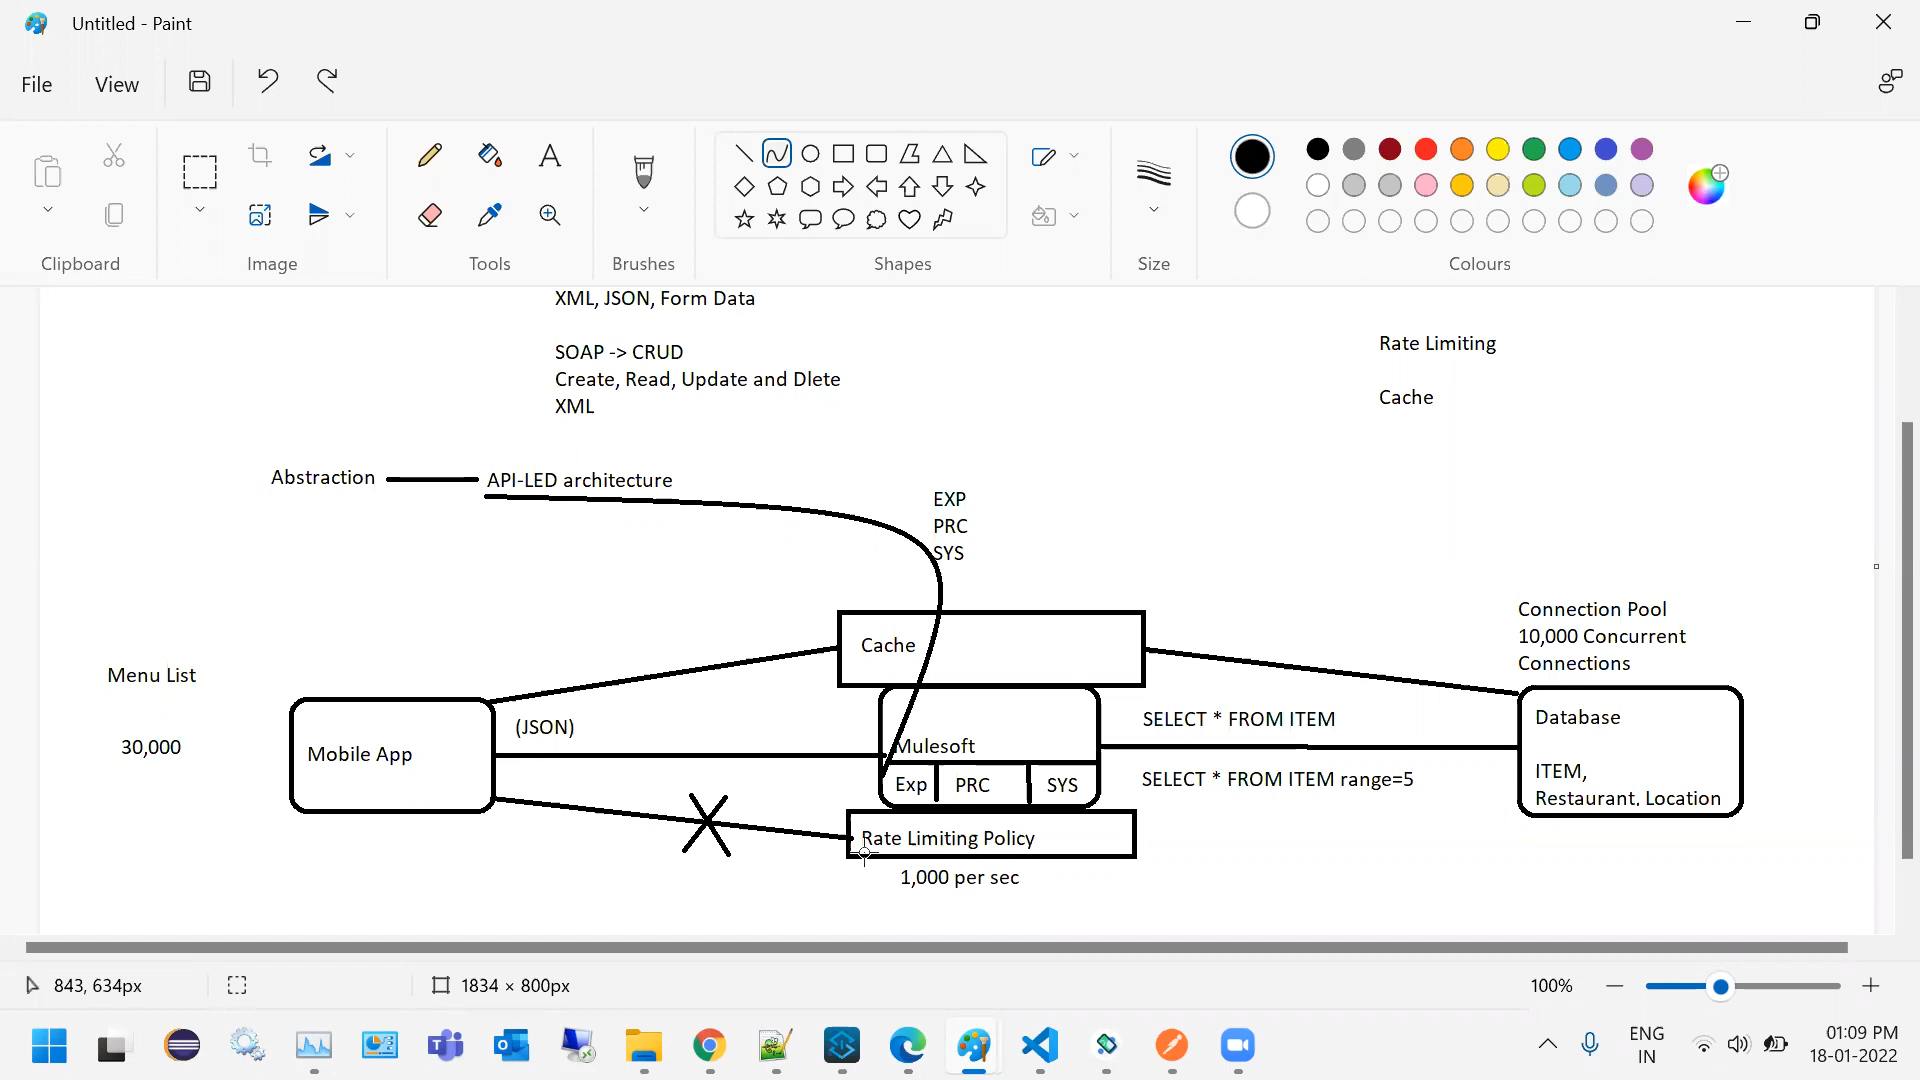 Untitled - Paint
File
View
Clipboard
Image
Tools
Brushes
Shapes
Size
Colours
XML, JSON, Form Data
SOAP -> CRUD
Create, Read, Update and Dlete
XML
Rate Limiting
Cache
Abstraction
API-LED architecture
EXP
PRC
SYS
Connection Pool
10,000 Concurrent
Connections
Cache
Menu List
30,000
Mobile App
(JSON)
Mulesoft
Exp
PRC
SYS
SELECT * FROM ITEM
SELECT * FROM ITEM range=5
Database
ITEM,
Restaurant, Location
Rate Limiting Policy
1,000 per sec
843, 634px
1834 × 800px
100%
ENG
IN
01:09 PM
18-01-2022